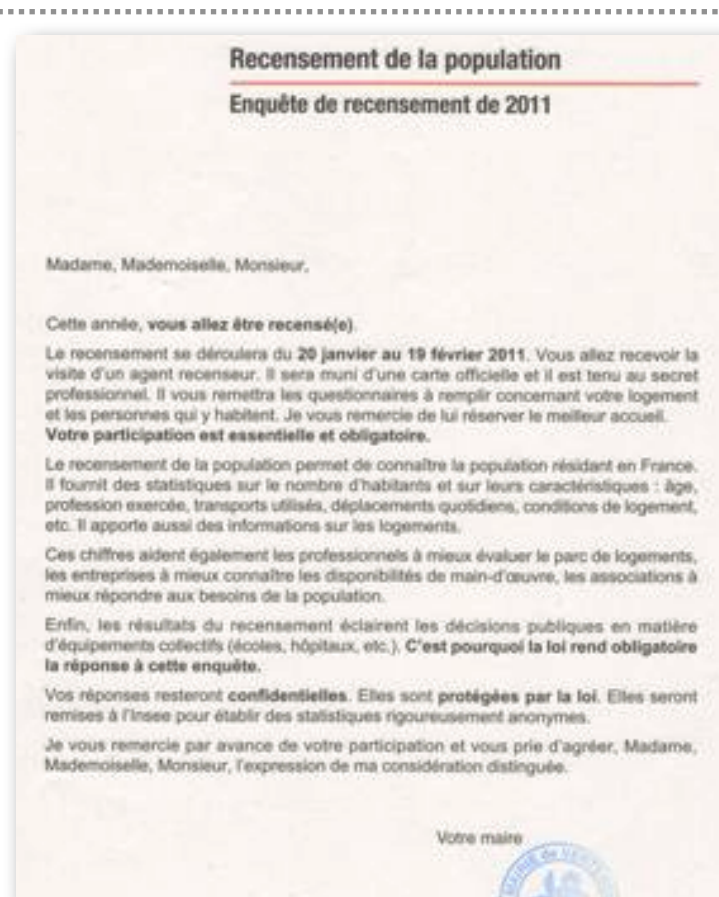 Recensement de la population
Enquête de recensement de 2011
Madame, Mademoiselle, Monsieur,
Cette année, vous allez être recensé(e).
Le recensement se déroulera du 20 janvier au 19 février 2011. Vous allez recevoir la
visite d'un agent recenseur. Il sera muni d'une carte officielle et il est tenu au secret
professionnel. Il vous remettra les questionnaires à remplir concernant votre logement
et les personnes qui y habitent. Je vous remercie de lui réserver le meilleur accueil.
Votre participation est essentielle et obligatoire.
Le recensement de la population permet de connaître la population résidant en France.
Il fournit des statistiques sur le nombre d'habitants et sur leurs caractéristiques : âge,
profession exercée, transports utilisés, déplacements quotidiens, conditions de logement,
etc. Il apporte aussi des informations sur les logements.
Ces chiffres aident également les professionnels à mieux évaluer le parc de logements,
les entreprises à mieux connaître les disponibilités de main-d'œuvre, les associations à
mieux répondre aux besoins de la population.
Enfin, les résultats du recensement éclairent les décisions publiques en matière
d'équipements collectifs (écoles, hôpitaux, etc.). C'est pourquoi la loi rend obligatoire
la réponse à cette enquête.
Vos réponses resteront confidentielles. Elles sont protégées par la loi. Elles seront
remises à l'Insee pour établir des statistiques rigoureusement anonymes.
Je vous remercie par avance de votre participation et vous prie d'agréer, Madame,
Mademoiselle, Monsieur, l'expression de ma considération distinguée.
Votre maire
MAIRIE de